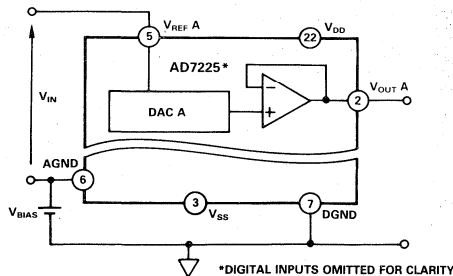 5
V_REF A
22
V_DD
AD7225*
V_IN
DAC A
−
+
2
V_OUT A
AGND
6
V_BIAS
3
V_SS
7
DGND
*DIGITAL INPUTS OMITTED FOR CLARITY